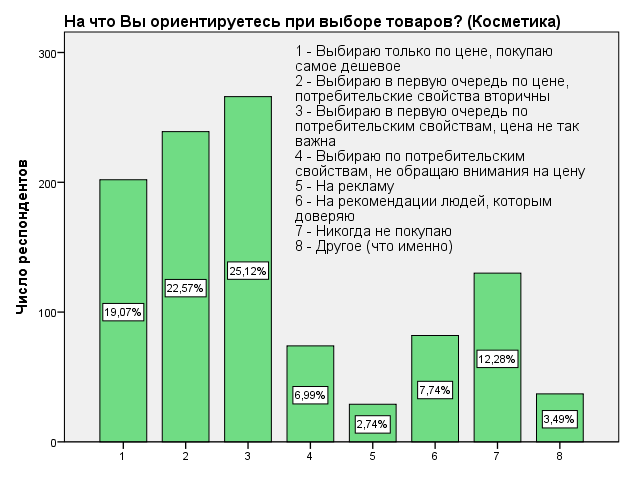 На что Вы ориентируетесь при выборе товаров? (Косметика)
Число респондентов
300
200
100
0
1 - Выбираю только по цене, покупаю
самое дешевое
2 - Выбираю в первую очередь по цене,
потребительские свойства вторичны
3 - Выбираю в первую очередь по
потребительским свойствам, цена не так
важна
4 - Выбираю по потребительским
свойствам, не обращаю внимания на цену
5 - На рекламу
6 - На рекомендации людей, которым
доверяю
7 - Никогда не покупаю
8 - Другое (что именно)
19,07%
22,57%
25,12%
6,99%
2,74%
7,74%
12,28%
3,49%
1 2 3 4 5 6 7 8